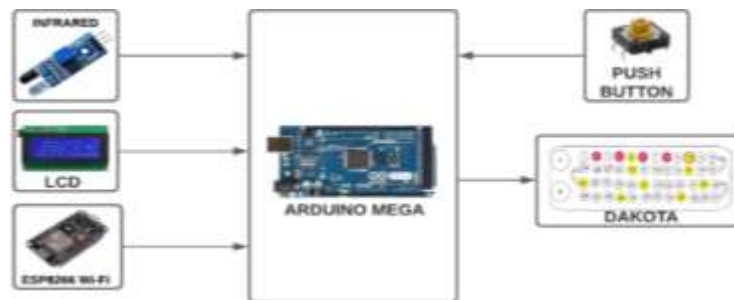 INFRARED
LCD
ESP8266 Wi-Fi
ARDUINO MEGA
PUSH
BUTTON
DAKOTA